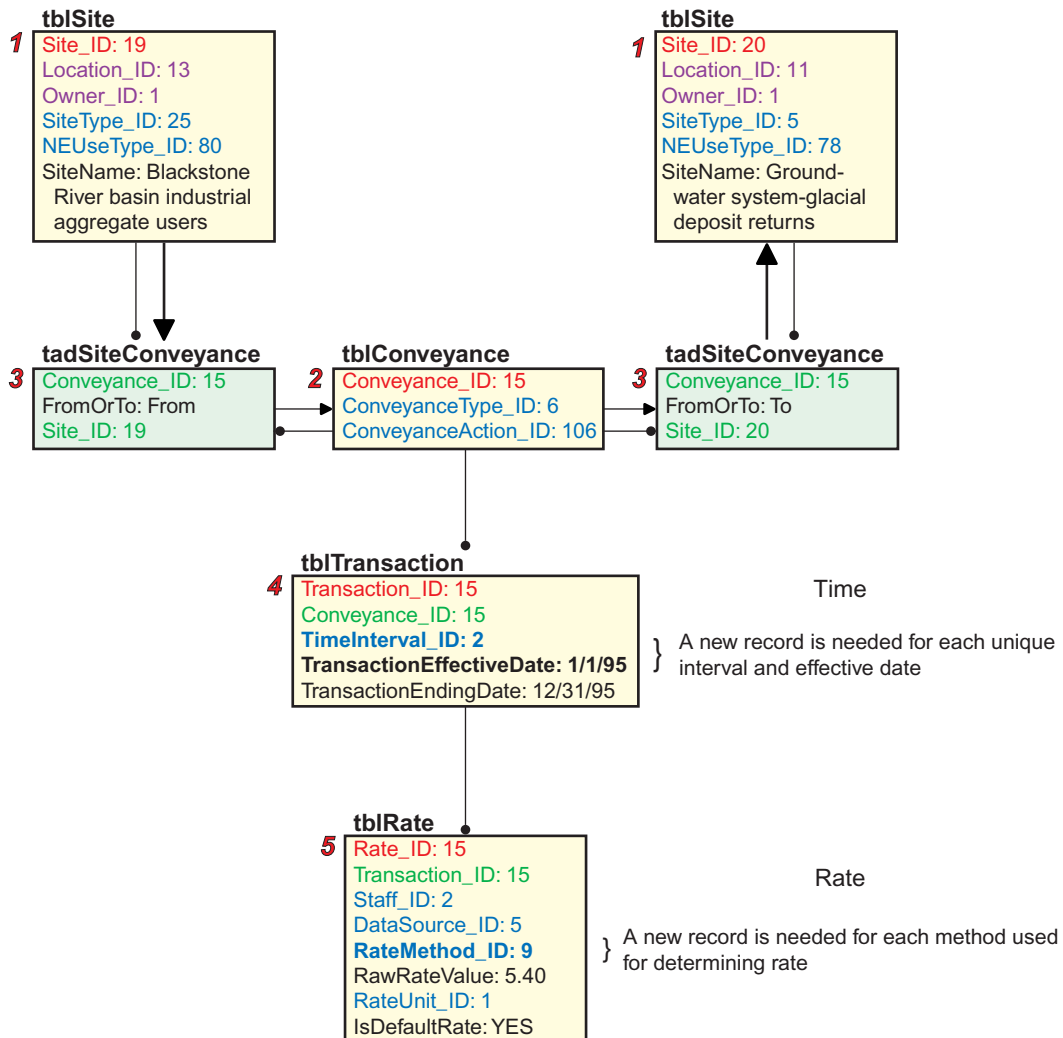 tblSite
1
Site_ID: 19
Location_ID: 13
Owner_ID: 1
SiteType_ID: 25
NEUseType_ID: 80
SiteName: Blackstone
River basin industrial
aggregate users
tblSite
1
Site_ID: 20
Location_ID: 11
Owner_ID: 1
SiteType_ID: 5
NEUseType_ID: 78
SiteName: Ground-
water system-glacial
deposit returns
tadSiteConveyance
3
Conveyance_ID: 15
FromOrTo: From
Site_ID: 19
tblConveyance
2
Conveyance_ID: 15
ConveyanceType_ID: 6
ConveyanceAction_ID: 106
tadSiteConveyance
3
Conveyance_ID: 15
FromOrTo: To
Site_ID: 20
tblTransaction
4
Transaction_ID: 15
Conveyance_ID: 15
TimeInterval_ID: 2
TransactionEffectiveDate: 1/1/95
TransactionEndingDate: 12/31/95
Time
} A new record is needed for each unique
interval and effective date
tblRate
5
Rate_ID: 15
Transaction_ID: 15
Staff_ID: 2
DataSource_ID: 5
RateMethod_ID: 9
RawRateValue: 5.40
RateUnit_ID: 1
IsDefaultRate: YES
Rate
} A new record is needed for each method used
for determining rate